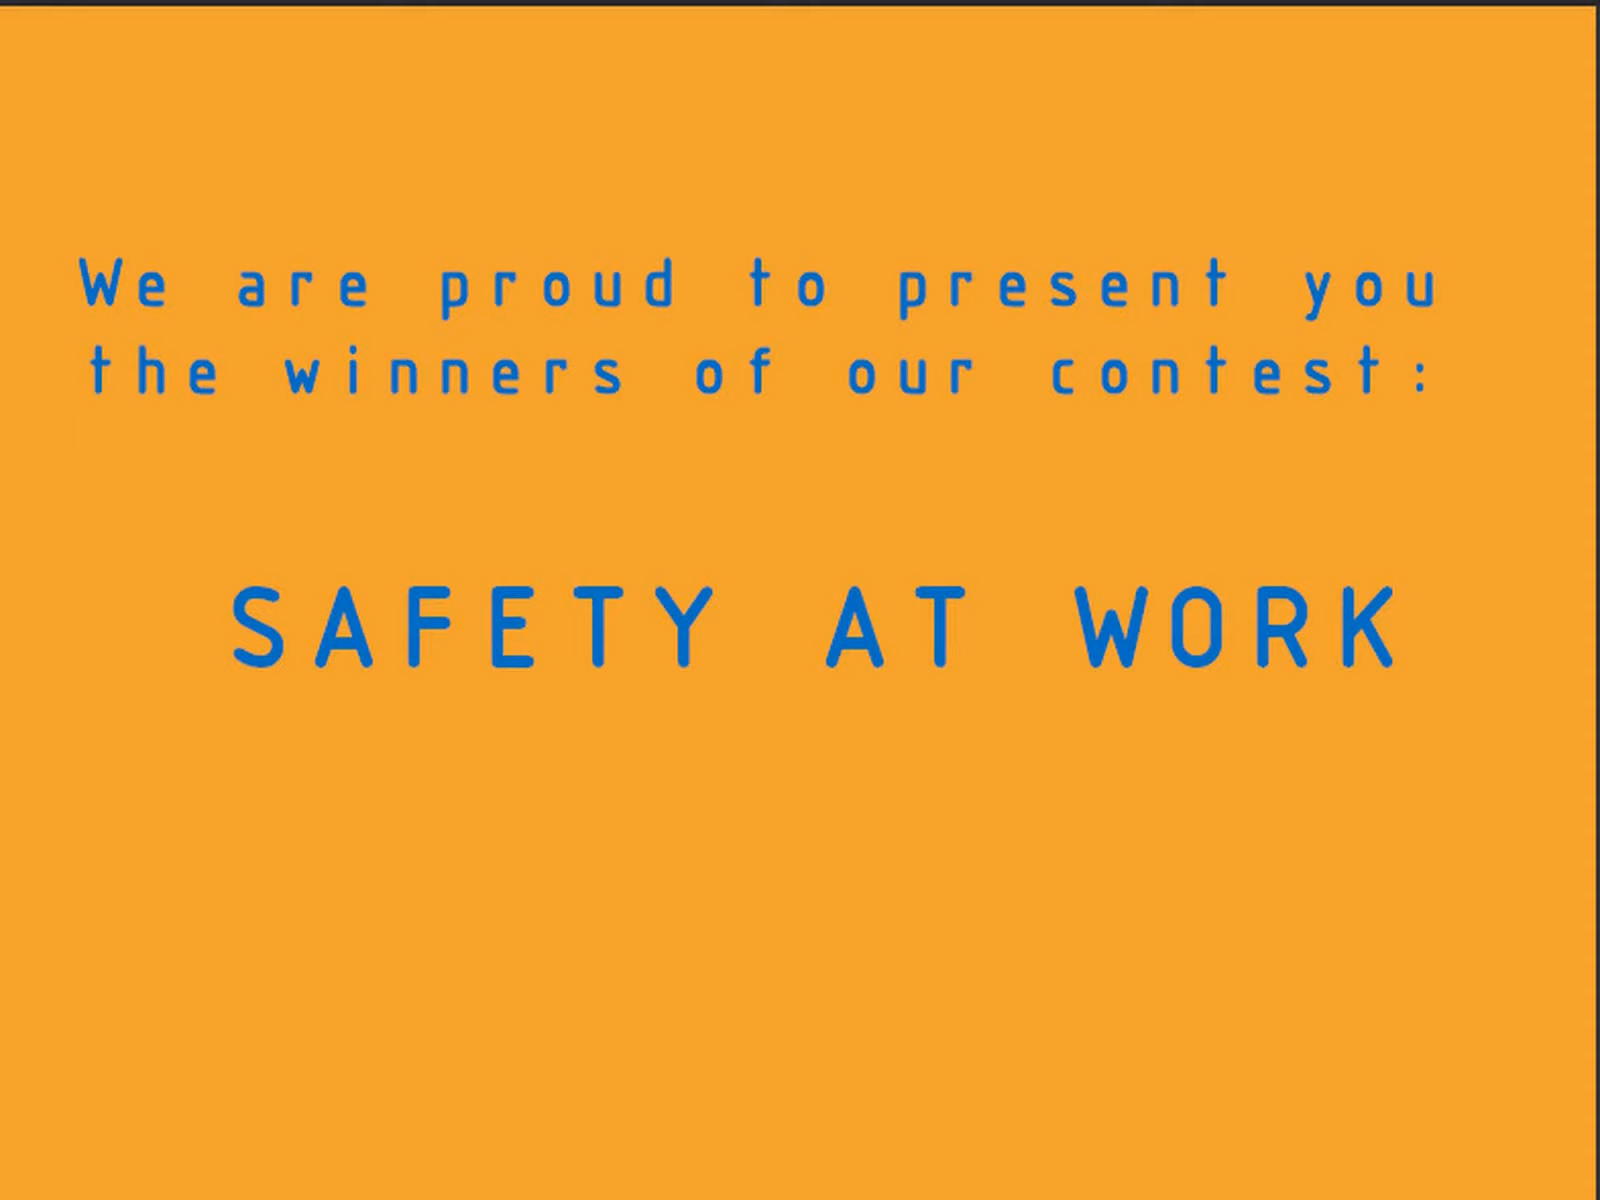 We are proud to present you
the winners of our contest:
SAFETY AT WORK